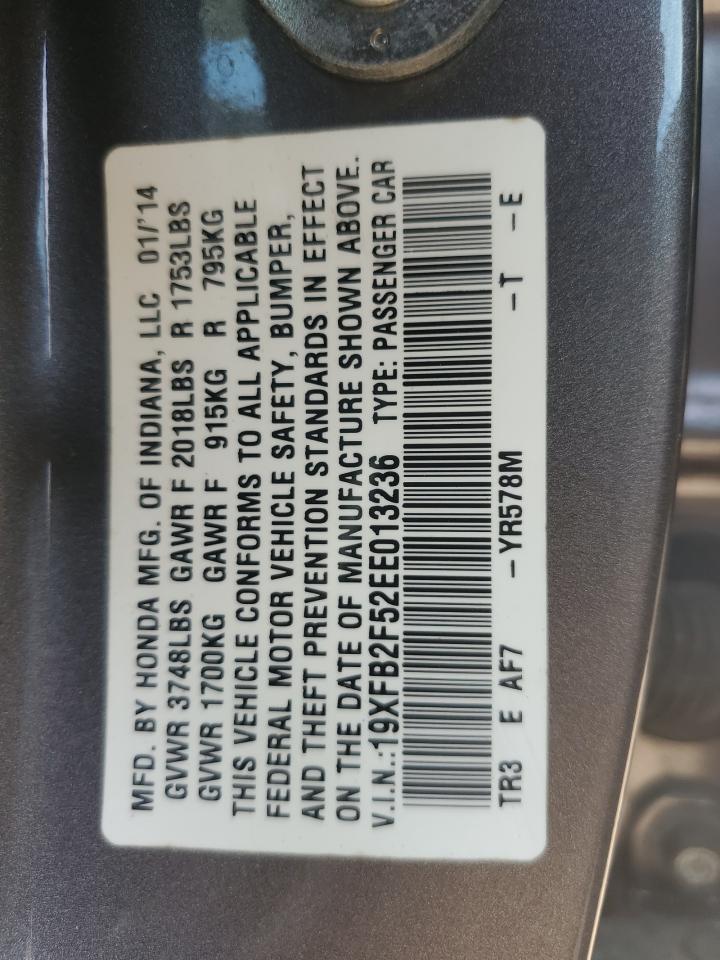 MFD. BY HONDA MFG. OF INDIANA, LLC 01/'14
GVWR 3748LBS GAWR F 2018LBS R 1753LBS
GVWR 1700KG GAWR F 915KG R 795KG
THIS VEHICLE CONFORMS TO ALL APPLICABLE
FEDERAL MOTOR VEHICLE SAFETY, BUMPER,
AND THEFT PREVENTION STANDARDS IN EFFECT
ON THE DATE OF MANUFACTURE SHOWN ABOVE.
V.I.N.:19XFB2F52EE013236 TYPE: PASSENGER CAR
TR3 E AF7 -YR578M -T -E